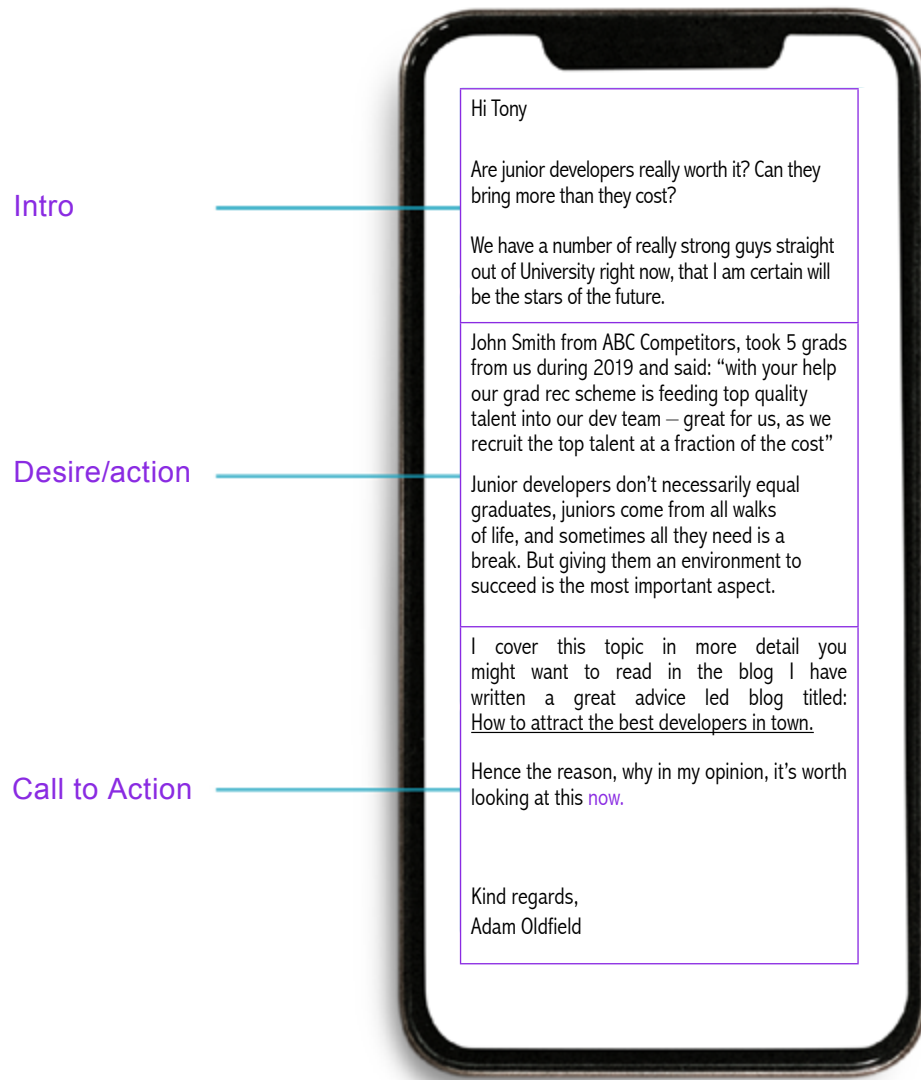 Hi Tony
Are junior developers really worth it? Can they
bring more than they cost?
Intro
We have a number of really strong guys straight
out of University right now, that I am certain will
be the stars of the future.
John Smith from ABC Competitors, took 5 grads
from us during 2019 and said: “with your help
our grad rec scheme is feeding top quality
talent into our dev team – great for us, as we
recruit the top talent at a fraction of the cost”
Desire/action
Junior developers don’t necessarily equal
graduates, juniors come from all walks
of life, and sometimes all they need is a
break. But giving them an environment to
succeed is the most important aspect.
I cover this topic in more detail you
might want to read in the blog I have
written a great advice led blog titled:
How to attract the best developers in town.
Call to Action
Hence the reason, why in my opinion, it’s worth
looking at this now.
Kind regards,
Adam Oldfield